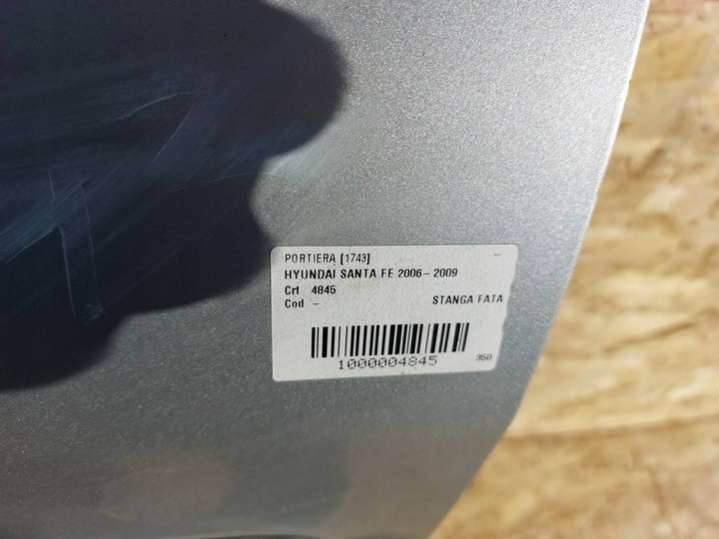 PORTIERA [1743] -
HYUNDAI SANTA FE 2006-2009
Crt 4845
Cod - STANGA FATA
1000004845 350